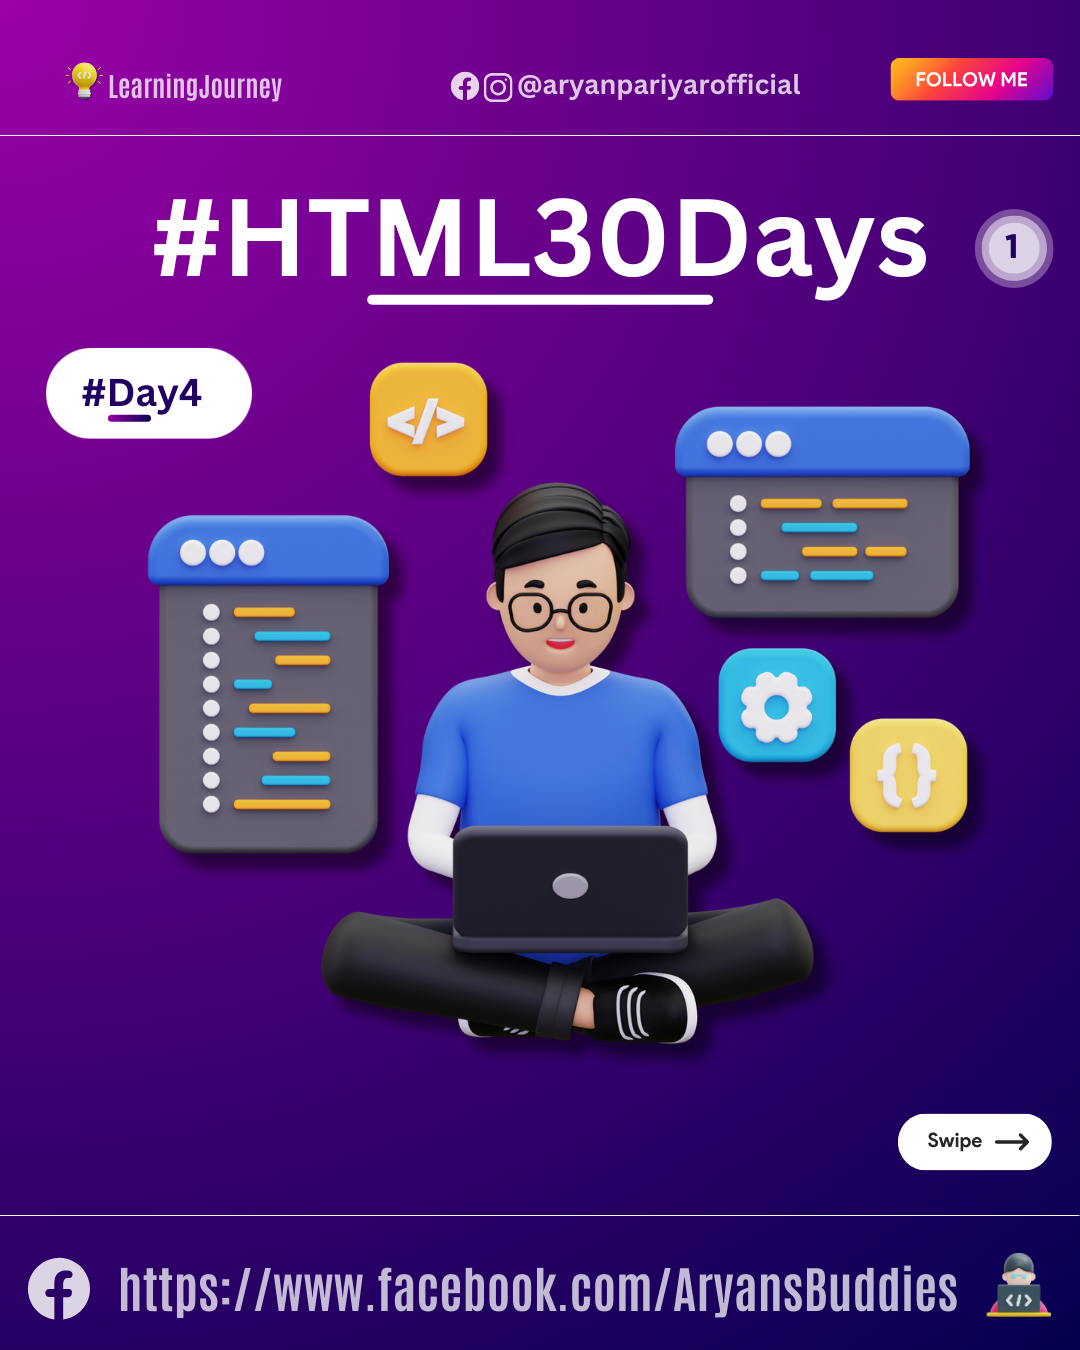 LearningJourney
@aryanpariyarofficial
FOLLOW ME
#HTML30Days
1
#Day4
</>
{}
Swipe
https://www.facebook.com/AryansBuddies
</>